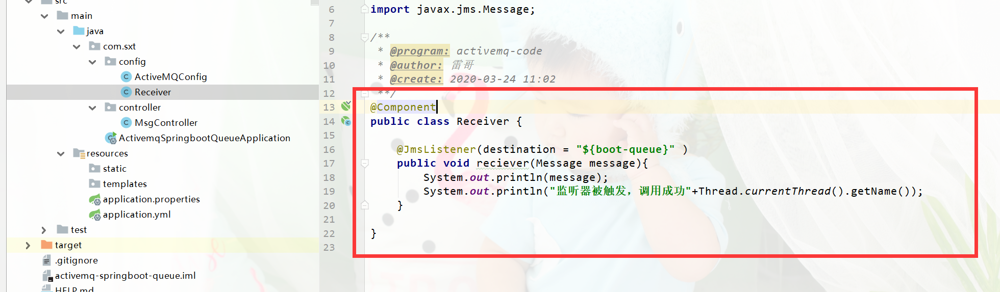 src
main
java
com.sxt
config
ActiveMQConfig
Receiver
controller
MsgController
ActivemqSpringbootQueueApplication
resources
static
templates
application.properties
application.yml
test
target
.gitignore
activemq-springboot-queue.iml
HELP.md
6 import javax.jms.Message;
7
8 /**
9 * @program: activemq-code
10 * @author: 雷哥
11 * @create: 2020-03-24 11:02
12 **/
13 @Component
14 public class Receiver {
15
16 @JmsListener(destination = "${boot-queue}" )
17 public void reciever(Message message){
18 System.out.println(message);
19 System.out.println("监听器被触发，调用成功"+Thread.currentThread().getName());
20 }
21
22 }
23